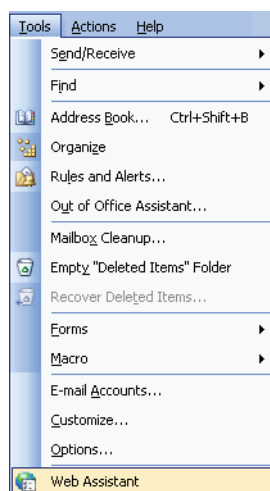 Tools Actions Help
Send/Receive
Find
Address Book... Ctrl+Shift+B
Organize
Rules and Alerts...
Out of Office Assistant...
Mailbox Cleanup...
Empty "Deleted Items" Folder
Recover Deleted Items...
Forms
Macro
E-mail Accounts...
Customize...
Options...
Web Assistant